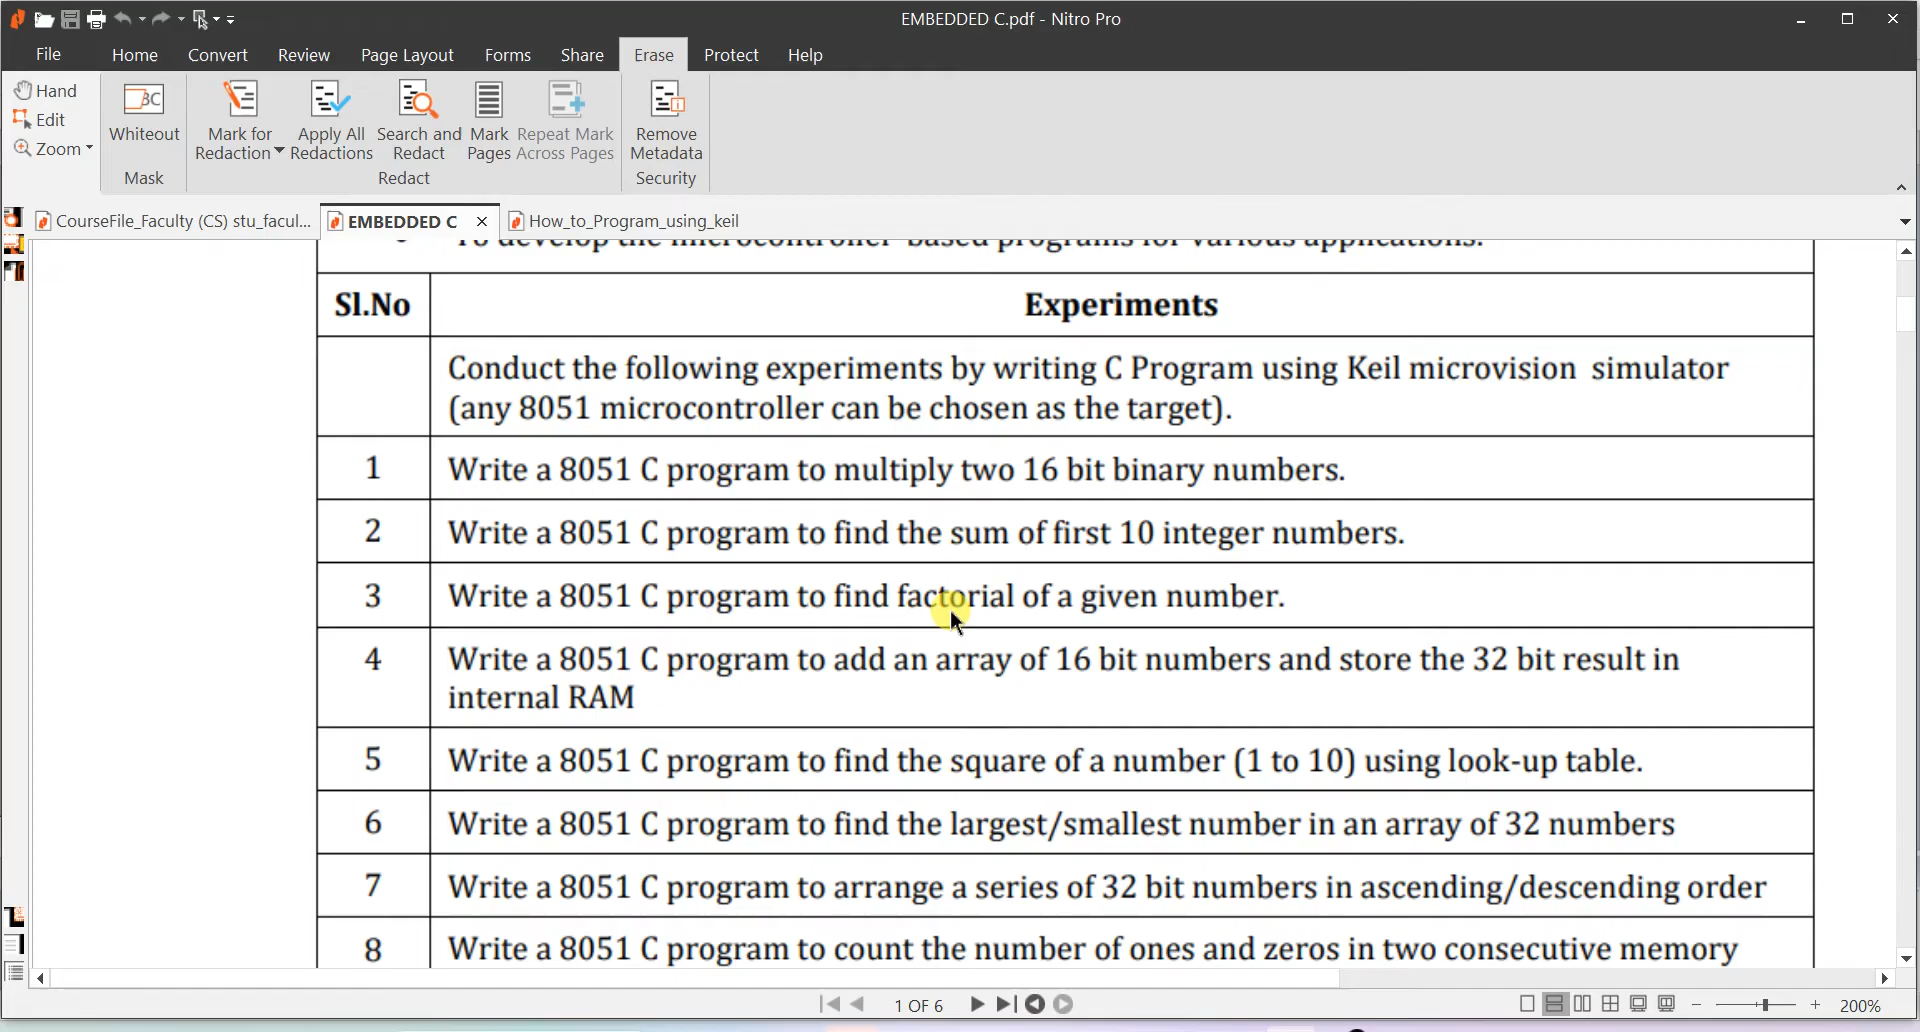 EMBEDDED C.pdf - Nitro Pro
File Home Convert Review Page Layout Forms Share Erase Protect Help
Hand
Edit
Zoom
Whiteout
Mask
Mark for
Redaction
Apply All
Redactions
Search and
Redact
Mark
Pages
Repeat Mark
Across Pages
Redact
Remove
Metadata
Security
CourseFile_Faculty (CS) stu_facul... EMBEDDED C How_to_Program_using_keil
To develop the microcontroller based programs for various applications.
Sl.No Experiments
Conduct the following experiments by writing C Program using Keil microvision simulator
(any 8051 microcontroller can be chosen as the target).
1 Write a 8051 C program to multiply two 16 bit binary numbers.
2 Write a 8051 C program to find the sum of first 10 integer numbers.
3 Write a 8051 C program to find factorial of a given number.
4 Write a 8051 C program to add an array of 16 bit numbers and store the 32 bit result in
internal RAM
5 Write a 8051 C program to find the square of a number (1 to 10) using look-up table.
6 Write a 8051 C program to find the largest/smallest number in an array of 32 numbers
7 Write a 8051 C program to arrange a series of 32 bit numbers in ascending/descending order
8 Write a 8051 C program to count the number of ones and zeros in two consecutive memory
1 OF 6
200%